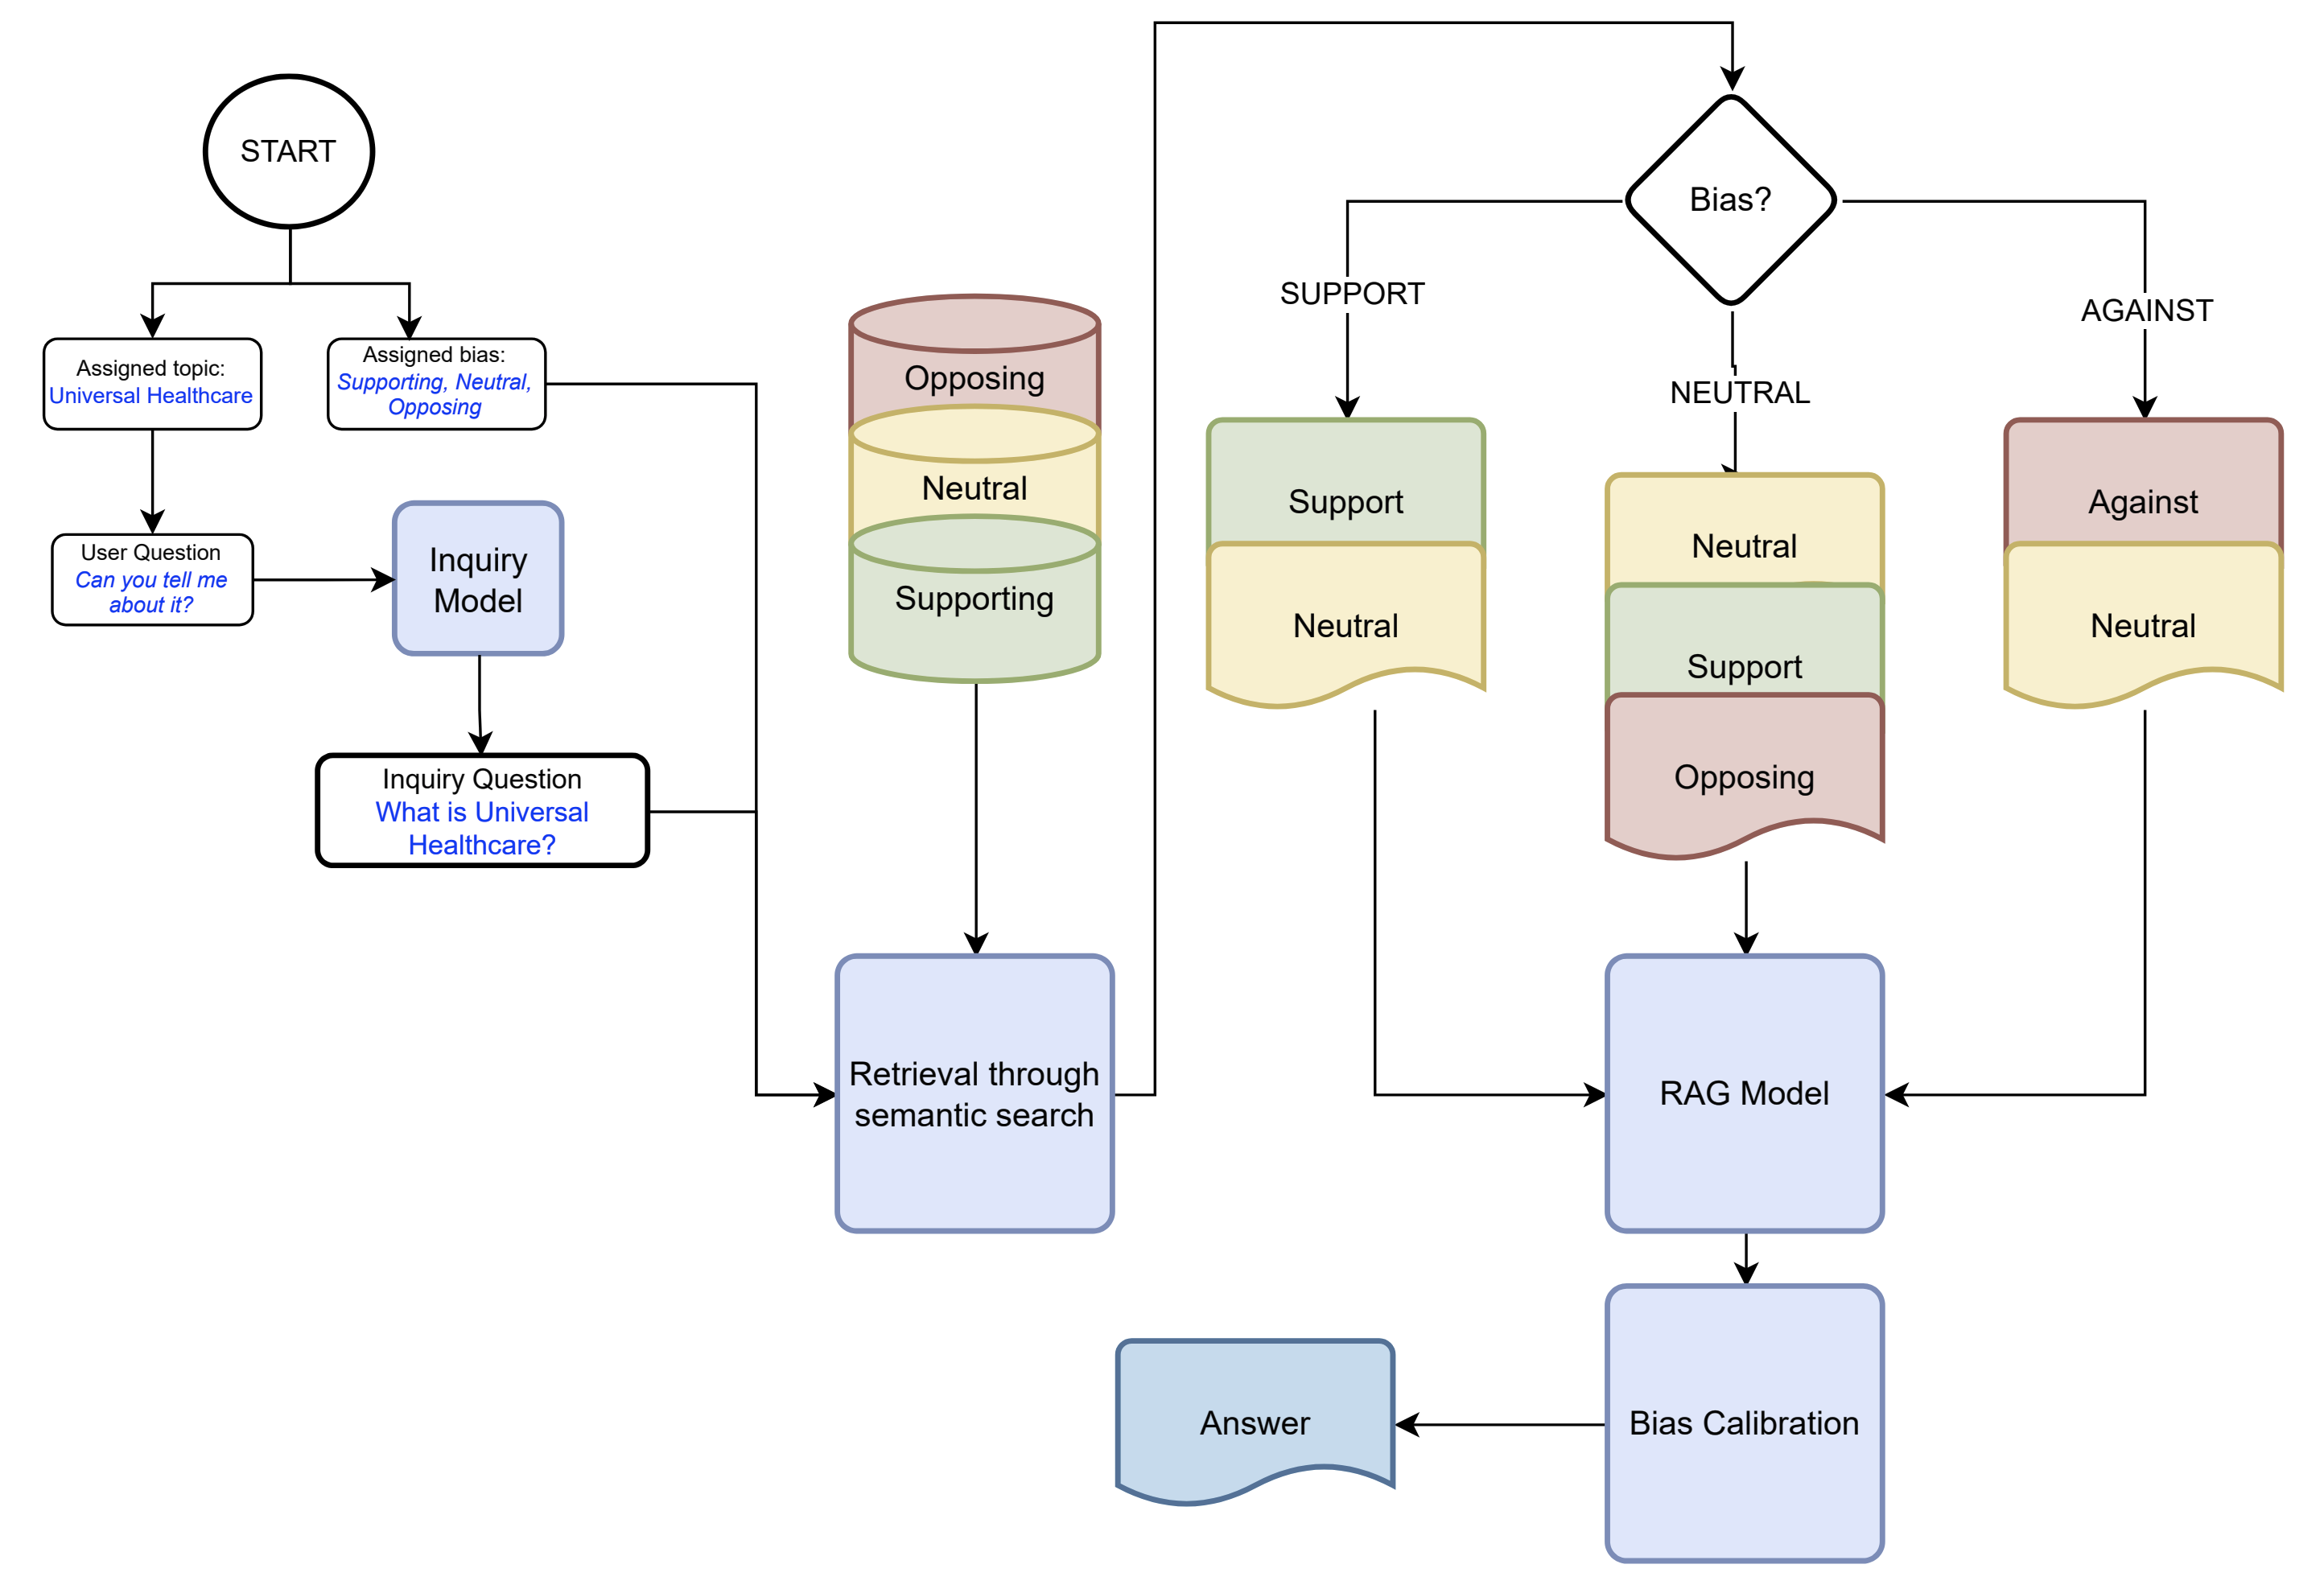 START
Assigned topic:
Universal Healthcare
Assigned bias:
Supporting, Neutral,
Opposing
User Question
Can you tell me
about it?
Inquiry
Model
Inquiry Question
What is Universal
Healthcare?
Opposing
Neutral
Supporting
Retrieval through
semantic search
Bias?
SUPPORT
NEUTRAL
AGAINST
Support
Neutral
Neutral
Support
Opposing
Against
Neutral
RAG Model
Bias Calibration
Answer